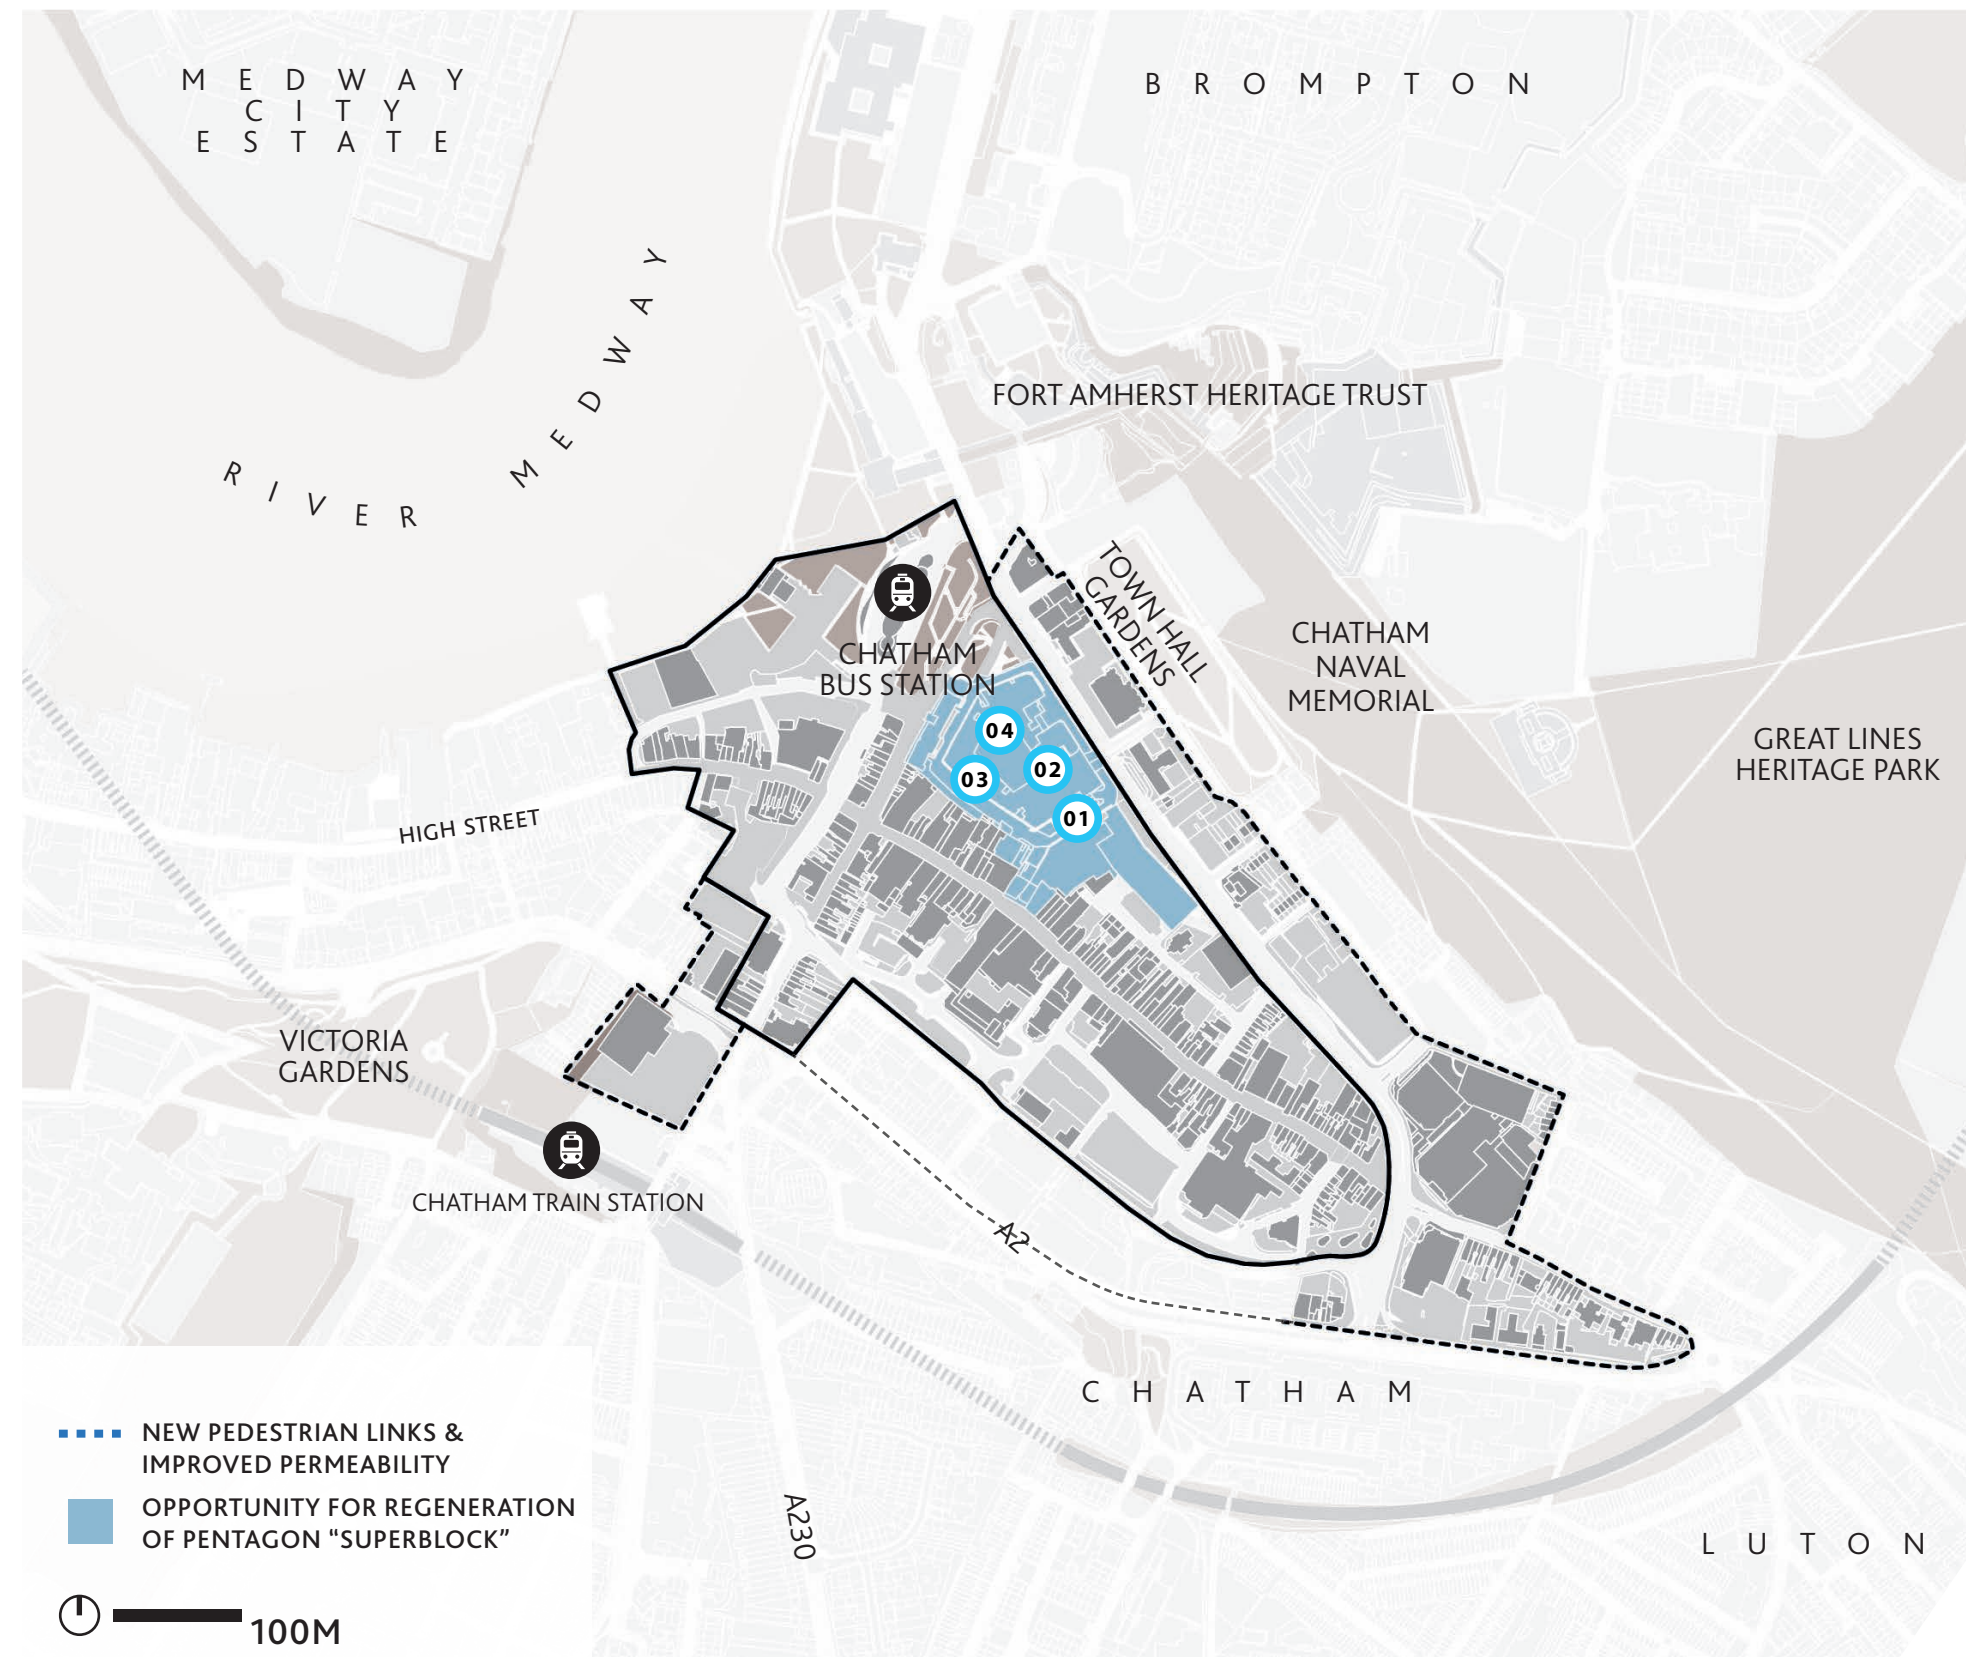 MEDWAY
CITY
ESTATE
BROMPTON
RIVER MEDWAY
FORT AMHERST HERITAGE TRUST
TOWN HALL
GARDENS
CHATHAM
NAVAL
MEMORIAL
CHATHAM
BUS STATION
GREAT LINES
HERITAGE PARK
04
02
03
01
HIGH STREET
VICTORIA
GARDENS
CHATHAM TRAIN STATION
A2
CHATHAM
A230
LUTON
NEW PEDESTRIAN LINKS &
IMPROVED PERMEABILITY
OPPORTUNITY FOR REGENERATION
OF PENTAGON “SUPERBLOCK”
100M